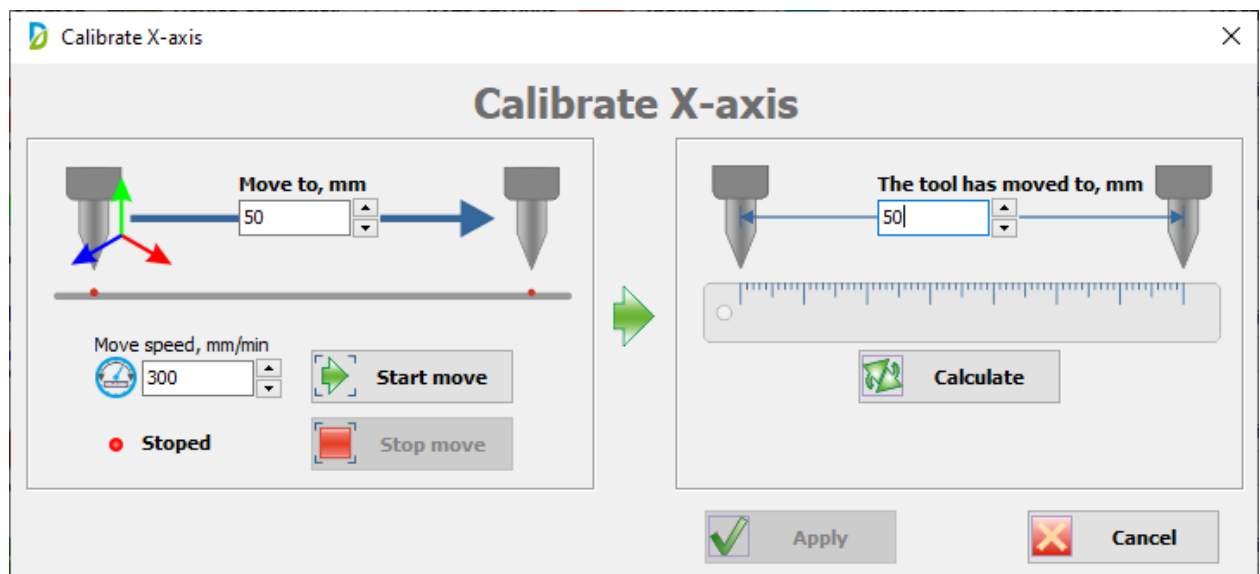 Calibrate X-axis
Calibrate X-axis
Move to, mm
50
Move speed, mm/min
300
Start move
Stoped
Stop move
The tool has moved to, mm
50
Calculate
Apply
Cancel